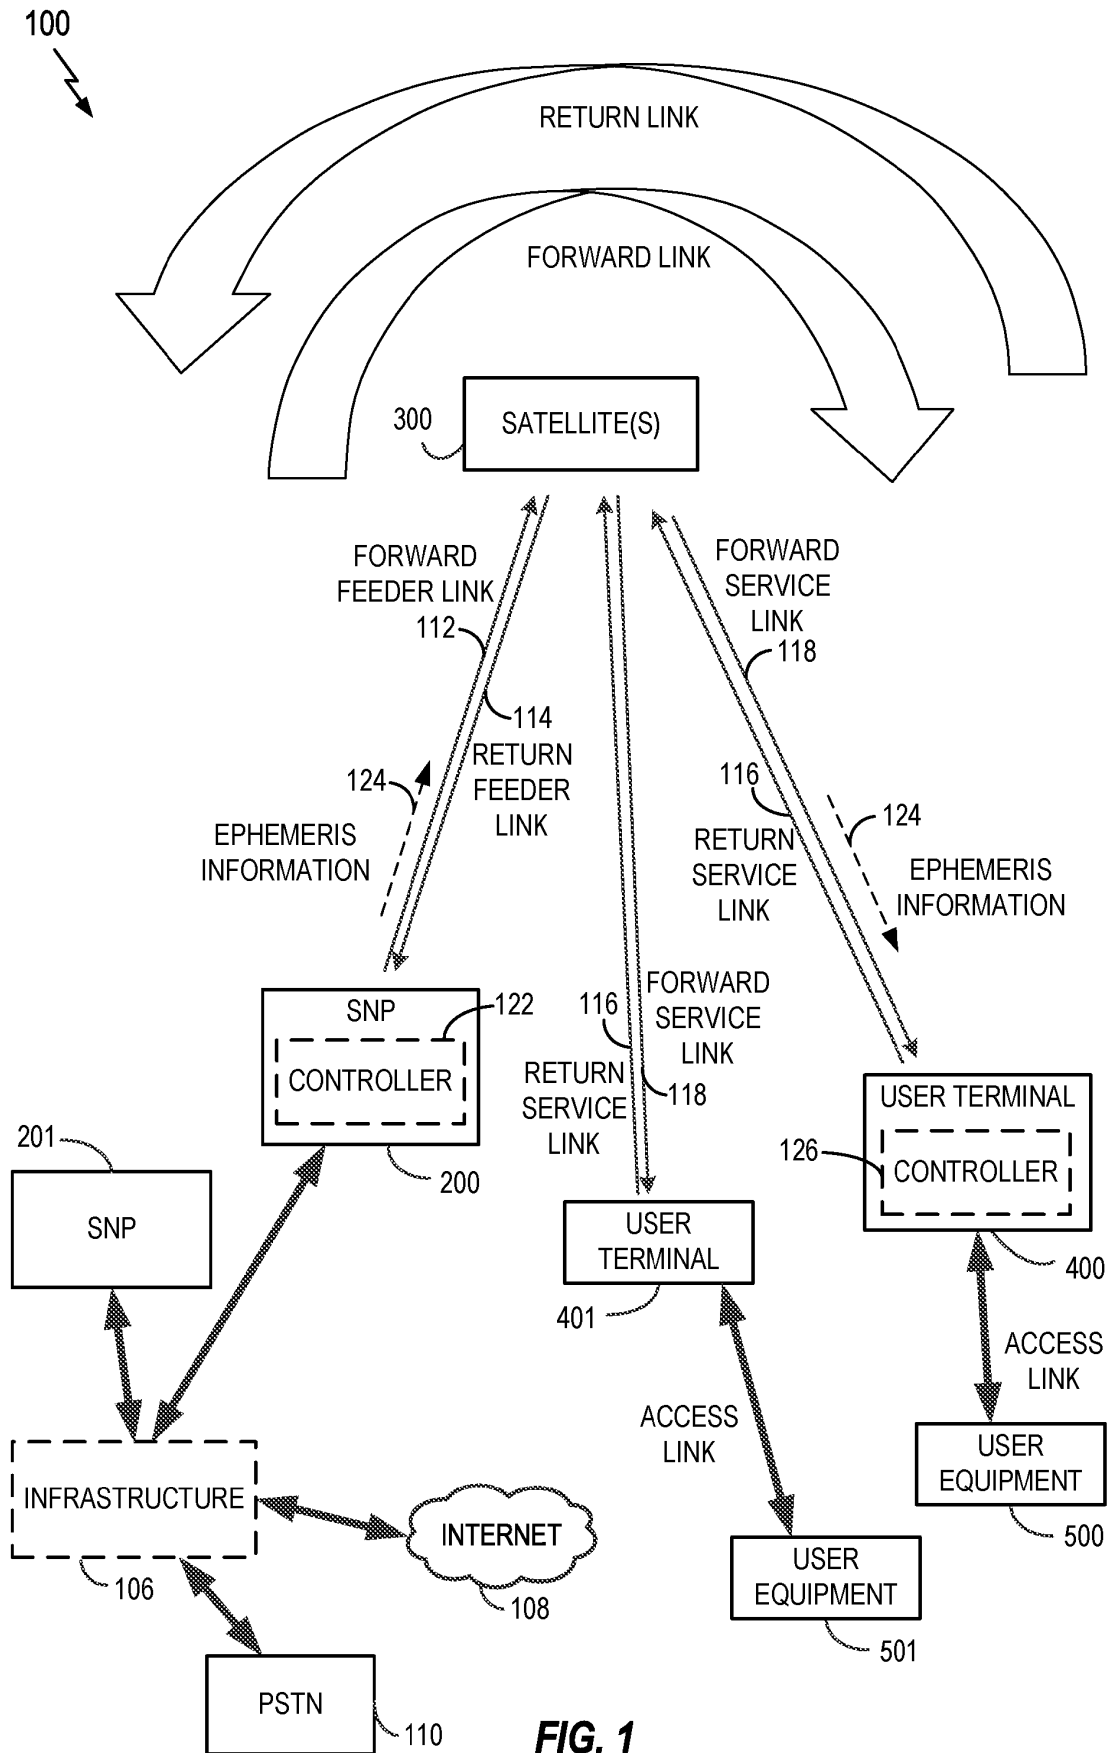 100
RETURN LINK
FORWARD LINK
300
SATELLITE(S)
FORWARD
FEEDER LINK
112
FORWARD
SERVICE
LINK
118
114
RETURN
FEEDER
LINK
124
EPHEMERIS
INFORMATION
116
RETURN
SERVICE
LINK
124
EPHEMERIS
INFORMATION
SNP
122
CONTROLLER
200
116
RETURN
SERVICE
LINK
FORWARD
SERVICE
LINK
118
USER TERMINAL
126
CONTROLLER
400
201
SNP
USER
TERMINAL
401
ACCESS
LINK
ACCESS
LINK
USER
EQUIPMENT
500
INFRASTRUCTURE
106
INTERNET
108
USER
EQUIPMENT
501
PSTN
110
FIG. 1